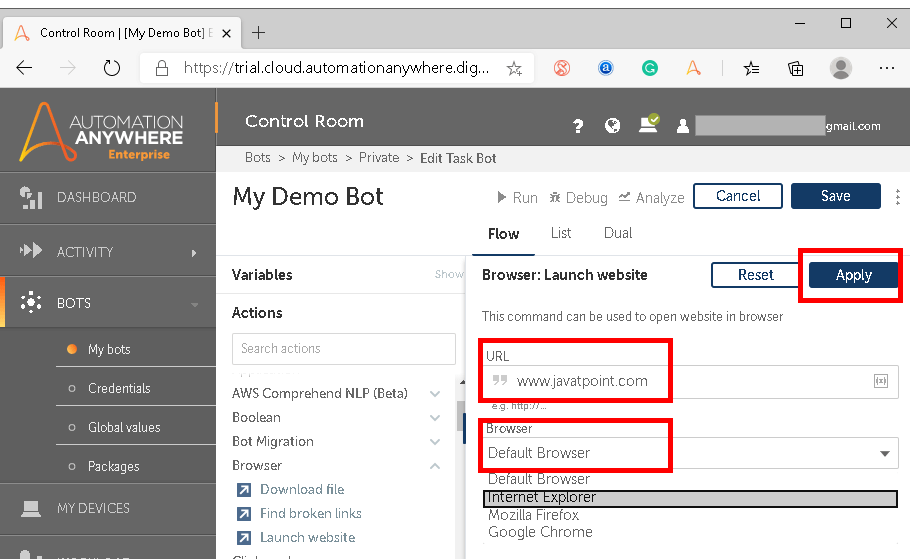 Control Room | [My Demo Bot] E
https://trial.cloud.automationanywhere.dig...
AUTOMATION
ANYWHERE
Enterprise
Control Room
?
gmail.com
Bots > My bots > Private > Edit Task Bot
DASHBOARD
ACTIVITY
BOTS
My bots
Credentials
Global values
Packages
MY DEVICES
My Demo Bot
Run
Debug
Analyze
Cancel
Save
Flow
List
Dual
Variables
Show
Actions
Search actions
AWS Comprehend NLP (Beta)
Boolean
Bot Migration
Browser
Download file
Find broken links
Launch website
Browser: Launch website
Reset
Apply
This command can be used to open website in browser
URL
www.javatpoint.com
(x)
e.g. http://...
Browser
Default Browser
Default Browser
Internet Explorer
Mozilla Firefox
Google Chrome